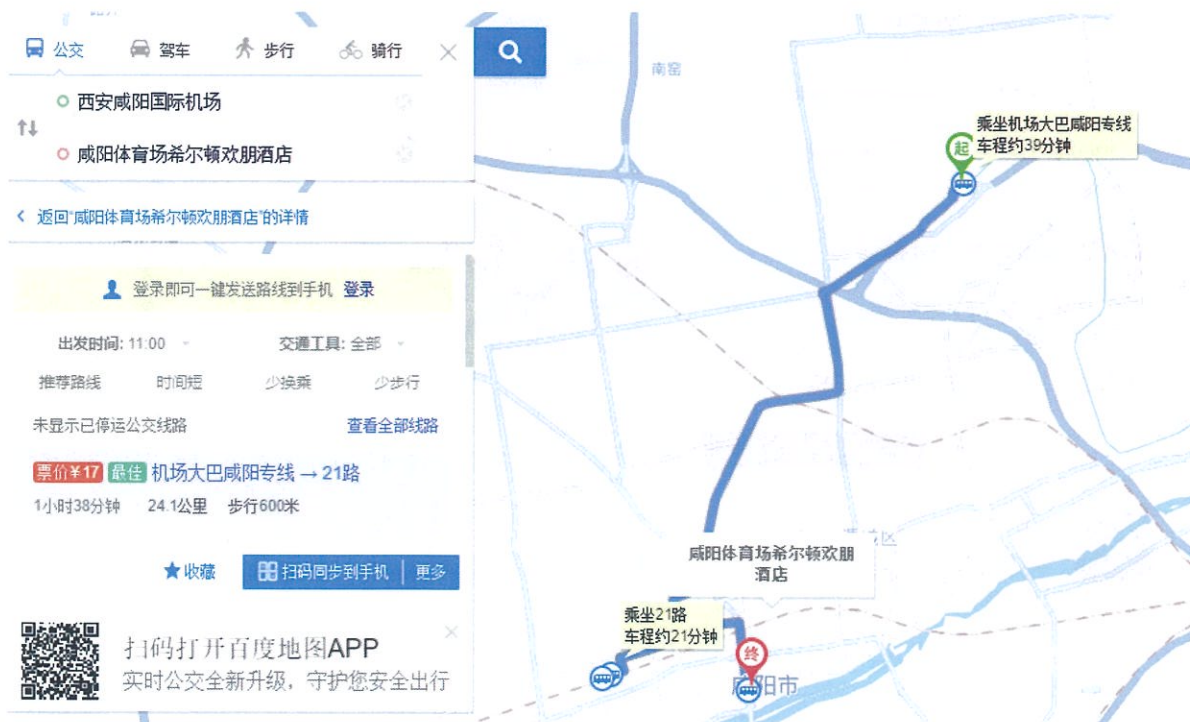 公交
驾车
步行
骑行
西安咸阳国际机场
咸阳体育场希尔顿欢朋酒店
返回"咸阳体育场希尔顿欢朋酒店"的详情
登录即可一键发送路线到手机 登录
出发时间: 11:00
交通工具: 全部
推荐路线
时间短
少换乘
少步行
未显示已停运公交线路
查看全部线路
票价¥17 最佳 机场大巴咸阳专线 → 21路
1小时38分钟 24.1公里 步行600米
收藏
扫码同步到手机 | 更多
扫码打开百度地图APP
实时公交全新升级，守护您安全出行
南窑
乘坐机场大巴咸阳专线
车程约39分钟
起
咸阳体育场希尔顿欢朋
酒店
区
乘坐21路
车程约21分钟
终
阳市